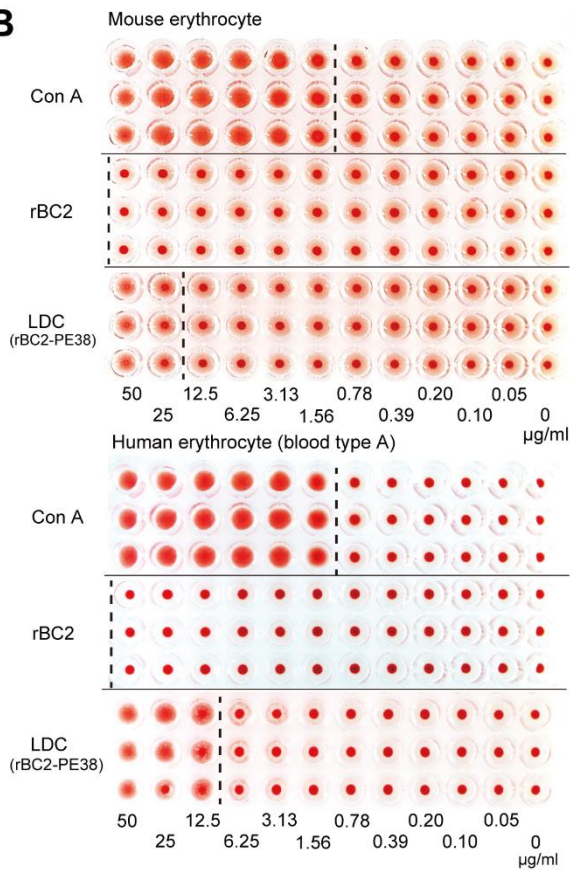 B
Mouse erythrocyte
Con A
rBC2
LDC
(rBC2-PE38)
50 12.5 3.13 0.78 0.20 0.05
25 6.25 1.56 0.39 0.10 0
µg/ml
Human erythrocyte (blood type A)
Con A
rBC2
LDC
(rBC2-PE38)
50 12.5 3.13 0.78 0.20 0.05
25 6.25 1.56 0.39 0.10 0
µg/ml